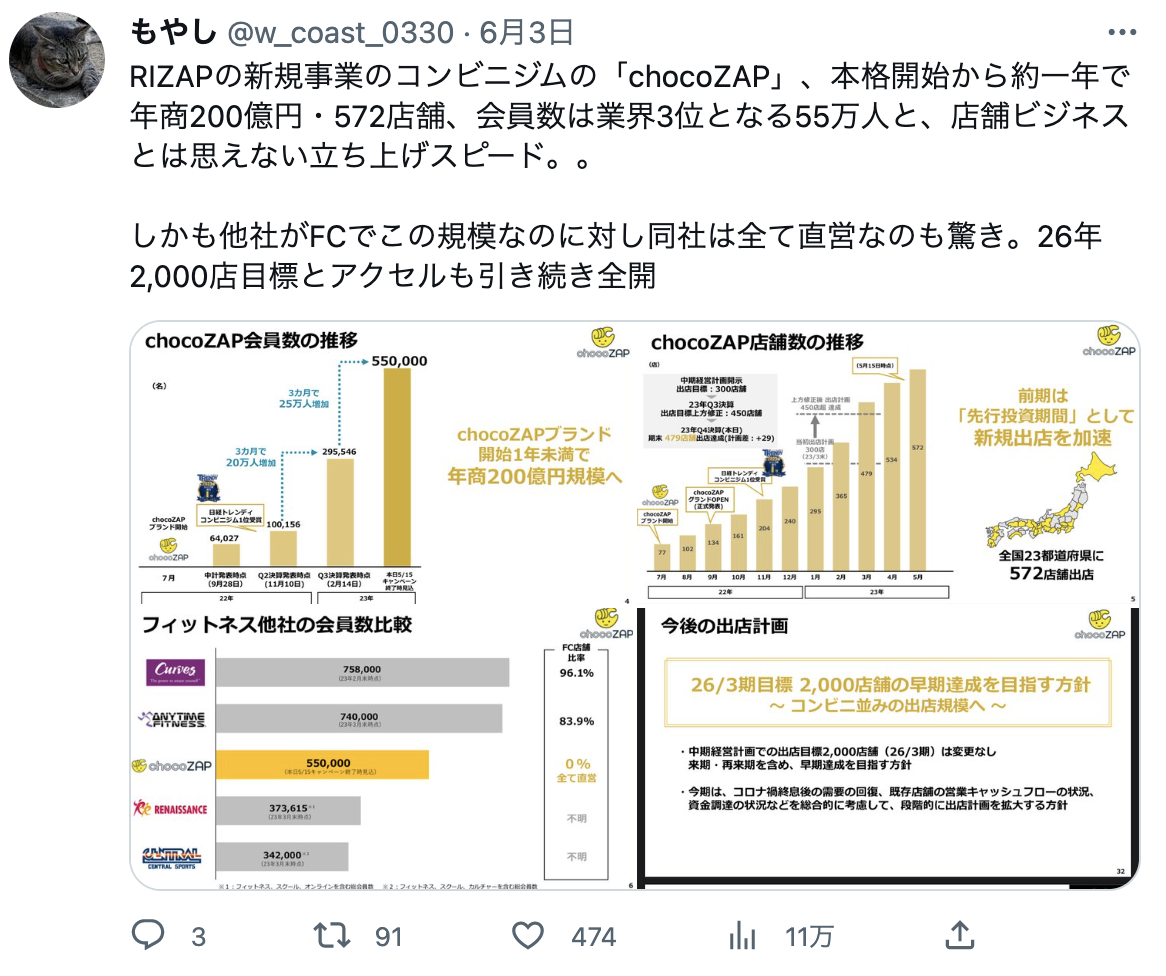 もやし @w_coast_0330 · 6月3日
RIZAPの新規事業のコンビニジムの「chocoZAP」、本格開始から約一年で
年商200億円・572店舗、会員数は業界3位となる55万人と、店舗ビジネス
とは思えない立ち上げスピード。。
しかも他社がFCでこの規模なのに対し同社は全て直営なのも驚き。26年
2,000店目標とアクセルも引き続き全開
chocoZAP会員数の推移
chocoZAP
(名)
550,000
3カ月で
25万人増加
3カ月で
20万人増加
295,546
日経トレンディ
コンビニジム1位受賞
100,156
64,027
chocoZAP
ブランド開始
chocoZAP
7月
中計発表時点
(9月28日)
Q2決算発表時点
(11月10日)
Q3決算発表時点
(2月14日)
本日5/15
キャンペーン
終了時見込
22年
23年
chocoZAPブランド
開始1年未満で
年商200億円規模へ
4
chocoZAP店舗数の推移
chocoZAP
(店)
中期経営計画開示
出店目標：300店舗
23年Q3決算
出店目標上方修正：450店舗
23年Q4決算(本日)
期末 479店舗出店達成(計画差：+29)
(5月15日時点)
上方修正後 出店計画
450店超 達成
当初出店計画
300店
(23/3末)
日経トレンディ
コンビニジム1位受賞
chocoZAP
グランドOPEN
(正式発表)
chocoZAP
chocoZAP
ブランド開始
77
102
134
161
204
240
295
365
479
534
572
7月
8月
9月
10月
11月
12月
1月
2月
3月
4月
5月
22年
23年
前期は
「先行投資期間」として
新規出店を加速
全国23都道府県に
572店舗出店
5
フィットネス他社の会員数比較
chocoZAP
FC店舗
比率
Curves
758,000
(23年2月末時点)
96.1%
ANYTIME
FITNESS
740,000
(23年3月末時点)
83.9%
chocoZAP
550,000
(本日5/15キャンペーン終了時見込)
0%
全て直営
RENAISSANCE
373,615※1
(23年3月末時点)
不明
CENTRAL
CENTRAL SPORTS
342,000
(23年3月末時点)
不明
※1：フィットネス、スクール、オンラインを含む総会員数 ※2：フィットネス、スクール、カルチャーを含む総会員数
6
今後の出店計画
chocoZAP
26/3期目標 2,000店舗の早期達成を目指す方針
～ コンビニ並みの出店規模へ ～
・中期経営計画での出店目標2,000店舗（26/3期）は変更なし
来期・再来期を含め、早期達成を目指す方針
・今期は、コロナ禍終息後の需要の回復、既存店舗の営業キャッシュフローの状況、
資金調達の状況などを総合的に考慮して、段階的に出店計画を拡大する方針
32
3
91
474
11万